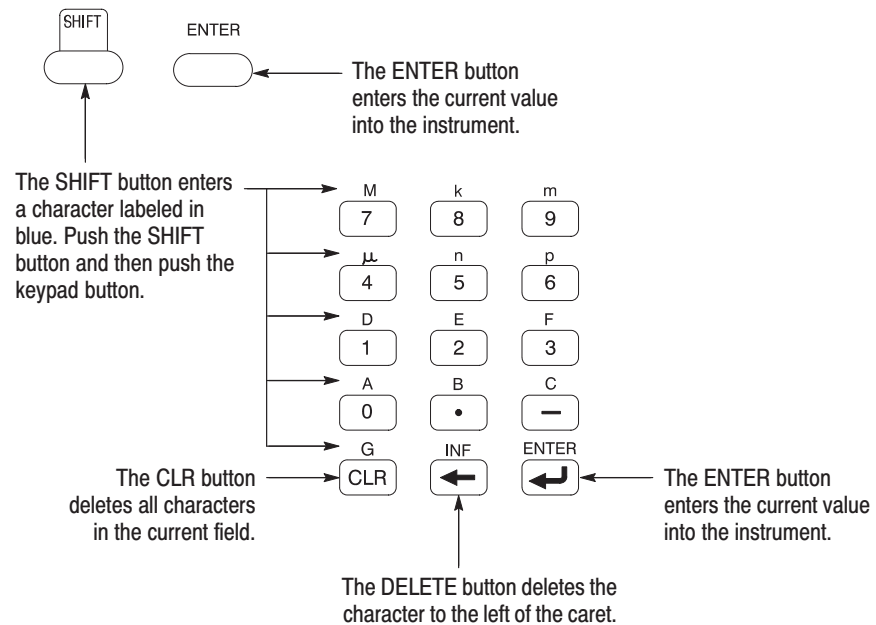 SHIFT
ENTER
The ENTER button
enters the current value
into the instrument.
The SHIFT button enters
a character labeled in
blue. Push the SHIFT
button and then push the
keypad button.
M k m
7 8 9
μ n p
4 5 6
D E F
1 2 3
A B C
0 • –
G INF ENTER
CLR
The CLR button
deletes all characters
in the current field.
The ENTER button
enters the current value
into the instrument.
The DELETE button deletes the
character to the left of the caret.